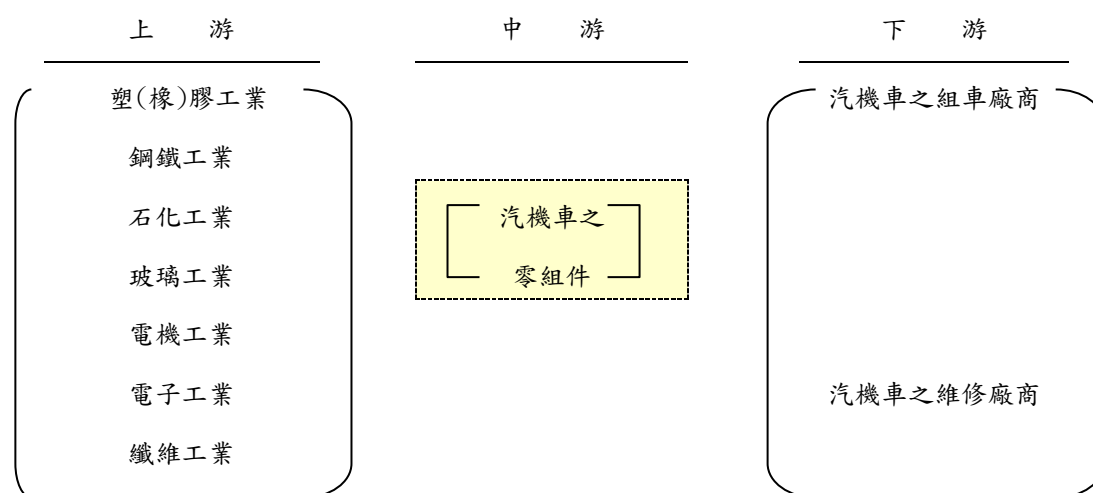 上 游
中 游
下 游
塑(橡)膠工業
鋼鐵工業
石化工業
玻璃工業
電機工業
電子工業
纖維工業
汽機車之
零組件
汽機車之組車廠商
汽機車之維修廠商